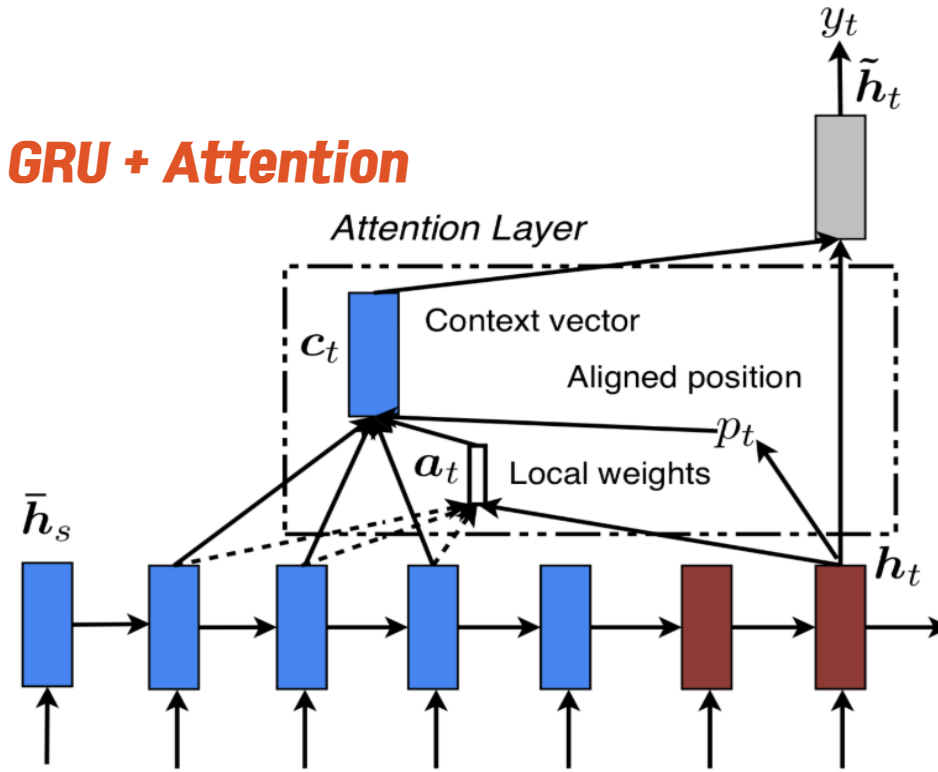 y_t
h̃_t
GRU + Attention
Attention Layer
Context vector
c_t
Aligned position
p_t
a_t
Local weights
h̄_s
h_t